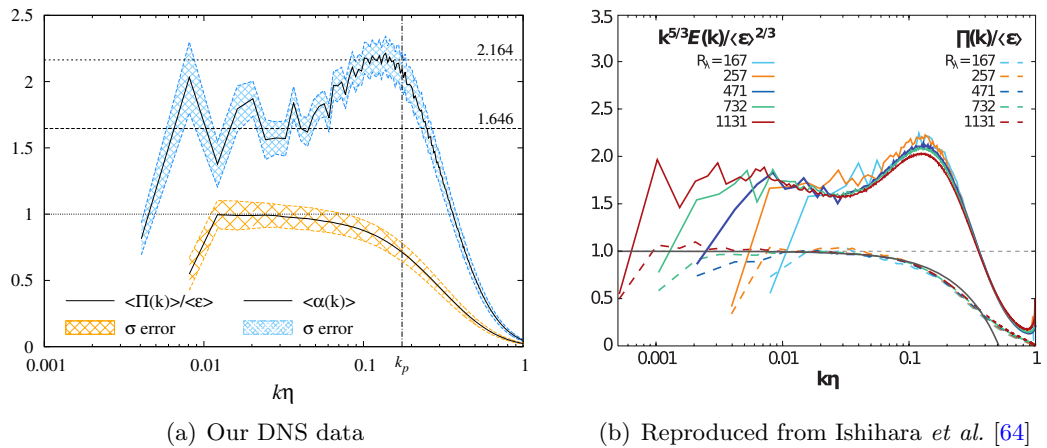 2.5
2
1.5
1
0.5
0
0.001
0.01
0.1
1
2.164
1.646
<Π(k)>/<ε>
<α(k)>
σ error
σ error
k_p
kη
(a) Our DNS data
3.5
3.0
2.5
2.0
1.5
1.0
0.5
0
0.001
0.01
0.1
1
k^{5/3}E(k)/⟨ε⟩^{2/3}
∏(k)/⟨ε⟩
R_λ=167
257
471
732
1131
R_λ=167
257
471
732
1131
kη
(b) Reproduced from Ishihara et al. [64]